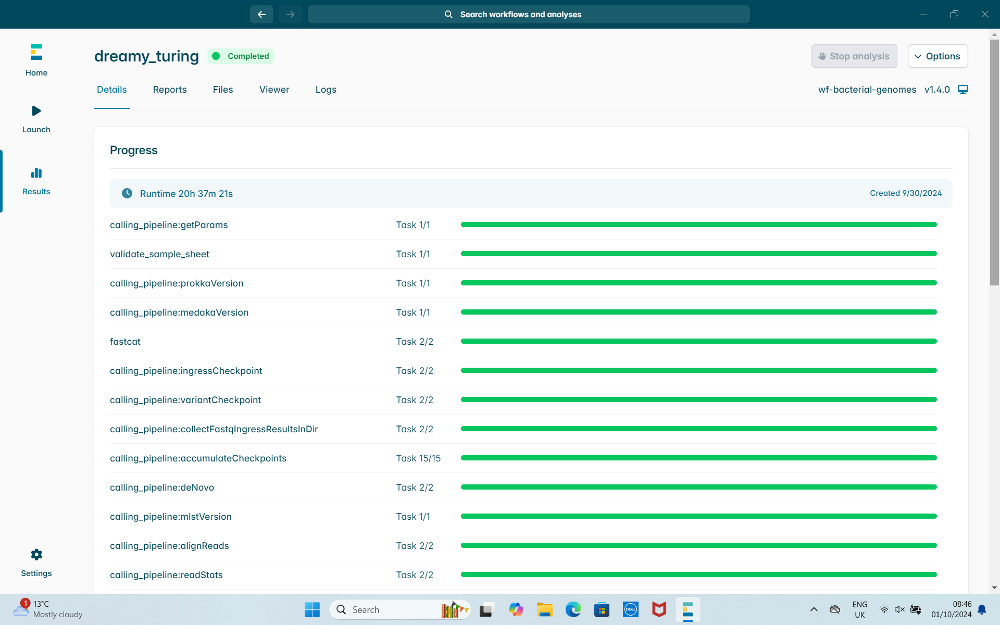 Search workflows and analyses
Home
Launch
Results
Settings
dreamy_turing
Completed
Stop analysis
Options
Details
Reports
Files
Viewer
Logs
wf-bacterial-genomes v1.4.0
Progress
Runtime 20h 37m 21s
Created 9/30/2024
calling_pipeline:getParams Task 1/1
validate_sample_sheet Task 1/1
calling_pipeline:prokkaVersion Task 1/1
calling_pipeline:medakaVersion Task 1/1
fastcat Task 2/2
calling_pipeline:ingressCheckpoint Task 2/2
calling_pipeline:variantCheckpoint Task 2/2
calling_pipeline:collectFastqIngressResultsInDir Task 2/2
calling_pipeline:accumulateCheckpoints Task 15/15
calling_pipeline:deNovo Task 2/2
calling_pipeline:mlstVersion Task 1/1
calling_pipeline:alignReads Task 2/2
calling_pipeline:readStats Task 2/2
1
13°C
Mostly cloudy
Search
DELL
ENG
UK
08:46
01/10/2024